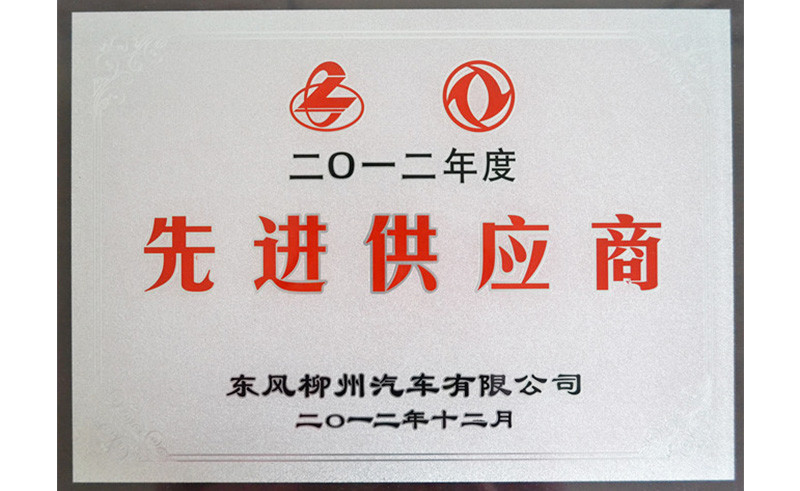 二〇一二年度
先进供应商
东风柳州汽车有限公司
二〇一二年十二月